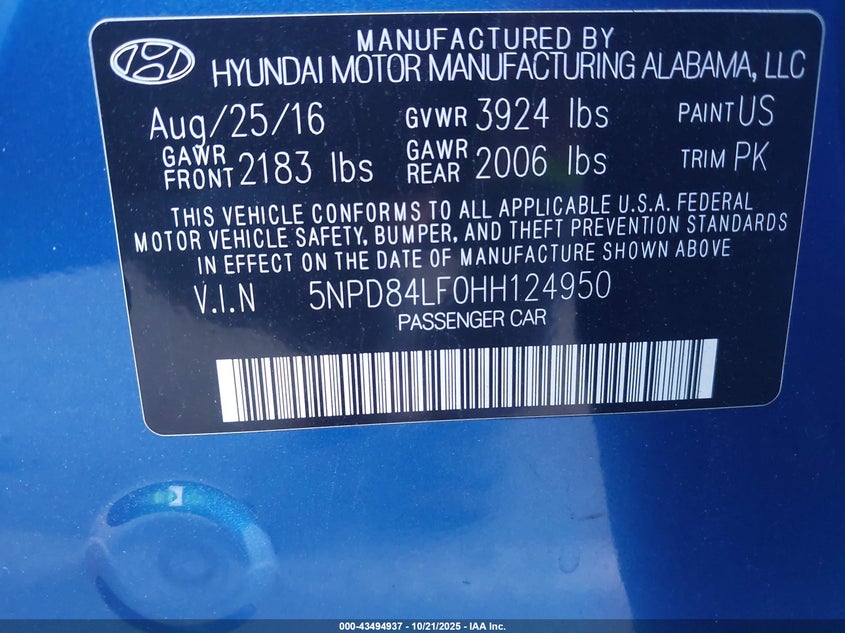 MANUFACTURED BY
HYUNDAI MOTOR MANUFACTURING ALABAMA, LLC
Aug/25/16 GVWR 3924 lbs PAINT US
GAWR FRONT 2183 lbs GAWR REAR 2006 lbs TRIM PK
THIS VEHICLE CONFORMS TO ALL APPLICABLE U.S.A. FEDERAL
MOTOR VEHICLE SAFETY, BUMPER, AND THEFT PREVENTION STANDARDS
IN EFFECT ON THE DATE OF MANUFACTURE SHOWN ABOVE
V.I.N 5NPD84LF0HH124950
PASSENGER CAR
000-43494937 - 10/21/2025 - IAA Inc.